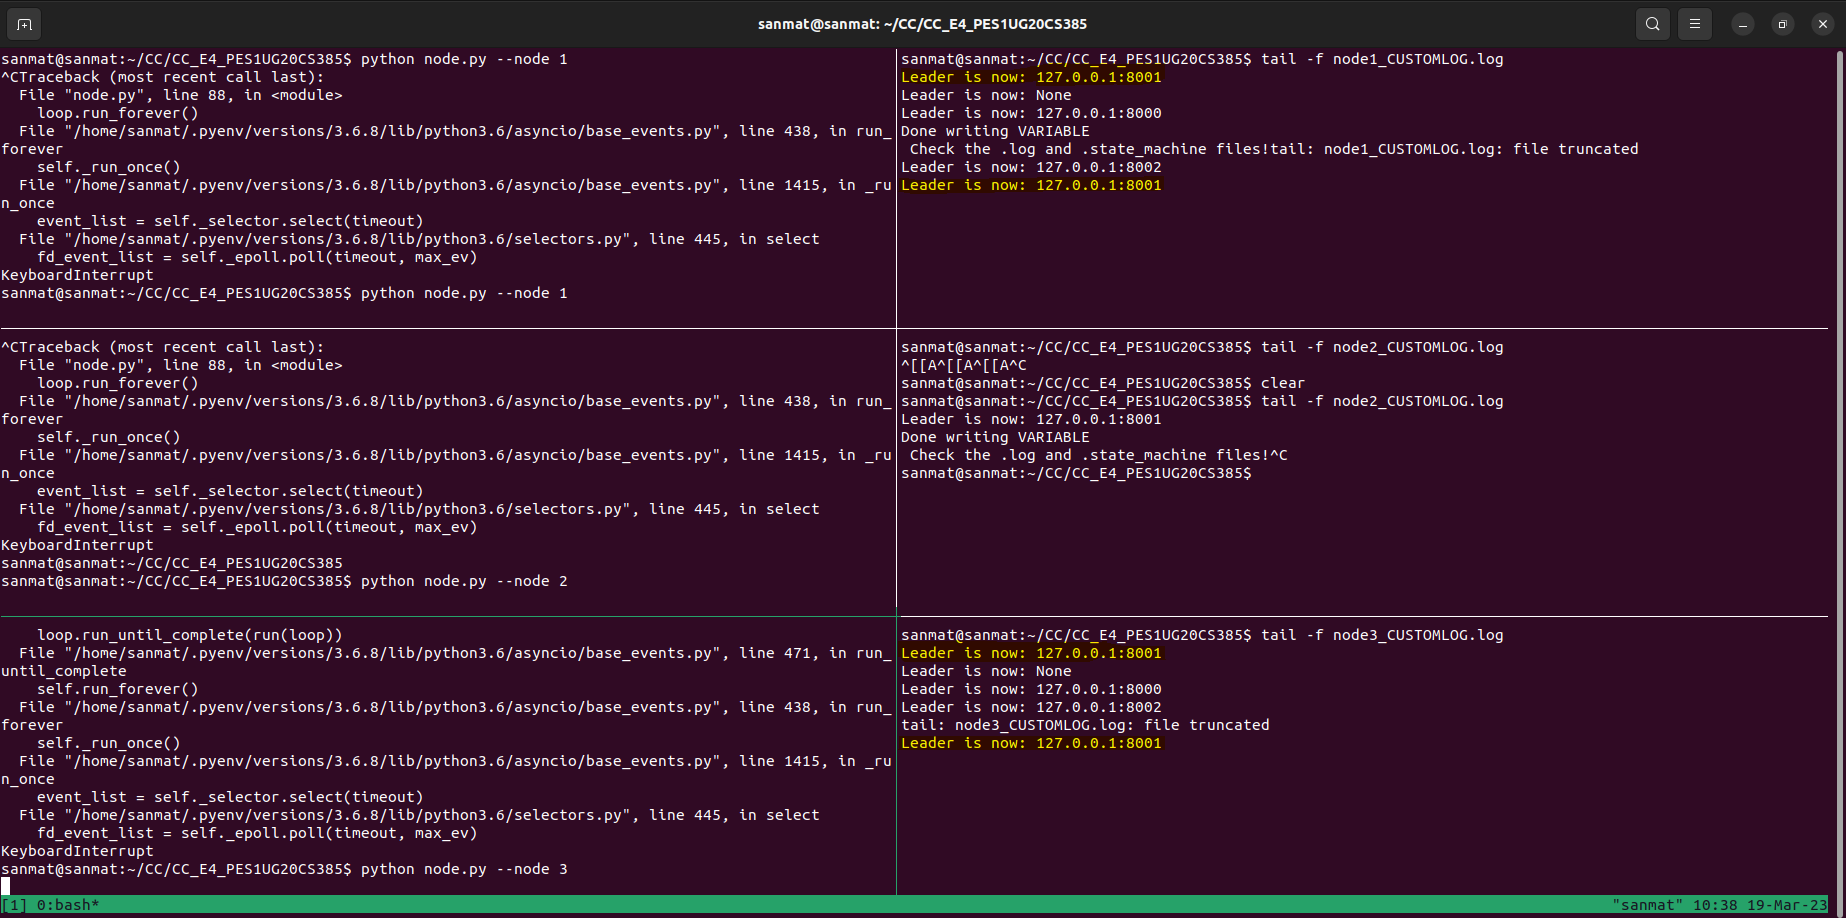 sanmat@sanmat: ~/CC/CC_E4_PES1UG20CS385
sanmat@sanmat:~/CC/CC_E4_PES1UG20CS385$ python node.py --node 1
^CTraceback (most recent call last):
  File "node.py", line 88, in <module>
    loop.run_forever()
  File "/home/sanmat/.pyenv/versions/3.6.8/lib/python3.6/asyncio/base_events.py", line 438, in run_
forever
    self._run_once()
  File "/home/sanmat/.pyenv/versions/3.6.8/lib/python3.6/asyncio/base_events.py", line 1415, in _ru
n_once
    event_list = self._selector.select(timeout)
  File "/home/sanmat/.pyenv/versions/3.6.8/lib/python3.6/selectors.py", line 445, in select
    fd_event_list = self._epoll.poll(timeout, max_ev)
KeyboardInterrupt
sanmat@sanmat:~/CC/CC_E4_PES1UG20CS385$ python node.py --node 1
sanmat@sanmat:~/CC/CC_E4_PES1UG20CS385$ tail -f node1_CUSTOMLOG.log
Leader is now: 127.0.0.1:8001
Leader is now: None
Leader is now: 127.0.0.1:8000
Done writing VARIABLE
 Check the .log and .state_machine files!tail: node1_CUSTOMLOG.log: file truncated
Leader is now: 127.0.0.1:8002
Leader is now: 127.0.0.1:8001
^CTraceback (most recent call last):
  File "node.py", line 88, in <module>
    loop.run_forever()
  File "/home/sanmat/.pyenv/versions/3.6.8/lib/python3.6/asyncio/base_events.py", line 438, in run_
forever
    self._run_once()
  File "/home/sanmat/.pyenv/versions/3.6.8/lib/python3.6/asyncio/base_events.py", line 1415, in _ru
n_once
    event_list = self._selector.select(timeout)
  File "/home/sanmat/.pyenv/versions/3.6.8/lib/python3.6/selectors.py", line 445, in select
    fd_event_list = self._epoll.poll(timeout, max_ev)
KeyboardInterrupt
sanmat@sanmat:~/CC/CC_E4_PES1UG20CS385
sanmat@sanmat:~/CC/CC_E4_PES1UG20CS385$ python node.py --node 2
sanmat@sanmat:~/CC/CC_E4_PES1UG20CS385$ tail -f node2_CUSTOMLOG.log
^[[A^[[A^[[A^C
sanmat@sanmat:~/CC/CC_E4_PES1UG20CS385$ clear
sanmat@sanmat:~/CC/CC_E4_PES1UG20CS385$ tail -f node2_CUSTOMLOG.log
Leader is now: 127.0.0.1:8001
Done writing VARIABLE
 Check the .log and .state_machine files!^C
sanmat@sanmat:~/CC/CC_E4_PES1UG20CS385$
    loop.run_until_complete(run(loop))
  File "/home/sanmat/.pyenv/versions/3.6.8/lib/python3.6/asyncio/base_events.py", line 471, in run_
until_complete
    self.run_forever()
  File "/home/sanmat/.pyenv/versions/3.6.8/lib/python3.6/asyncio/base_events.py", line 438, in run_
forever
    self._run_once()
  File "/home/sanmat/.pyenv/versions/3.6.8/lib/python3.6/asyncio/base_events.py", line 1415, in _ru
n_once
    event_list = self._selector.select(timeout)
  File "/home/sanmat/.pyenv/versions/3.6.8/lib/python3.6/selectors.py", line 445, in select
    fd_event_list = self._epoll.poll(timeout, max_ev)
KeyboardInterrupt
sanmat@sanmat:~/CC/CC_E4_PES1UG20CS385$ python node.py --node 3
sanmat@sanmat:~/CC/CC_E4_PES1UG20CS385$ tail -f node3_CUSTOMLOG.log
Leader is now: 127.0.0.1:8001
Leader is now: None
Leader is now: 127.0.0.1:8000
Leader is now: 127.0.0.1:8002
tail: node3_CUSTOMLOG.log: file truncated
Leader is now: 127.0.0.1:8001
[1] 0:bash*
"sanmat" 10:38 19-Mar-23